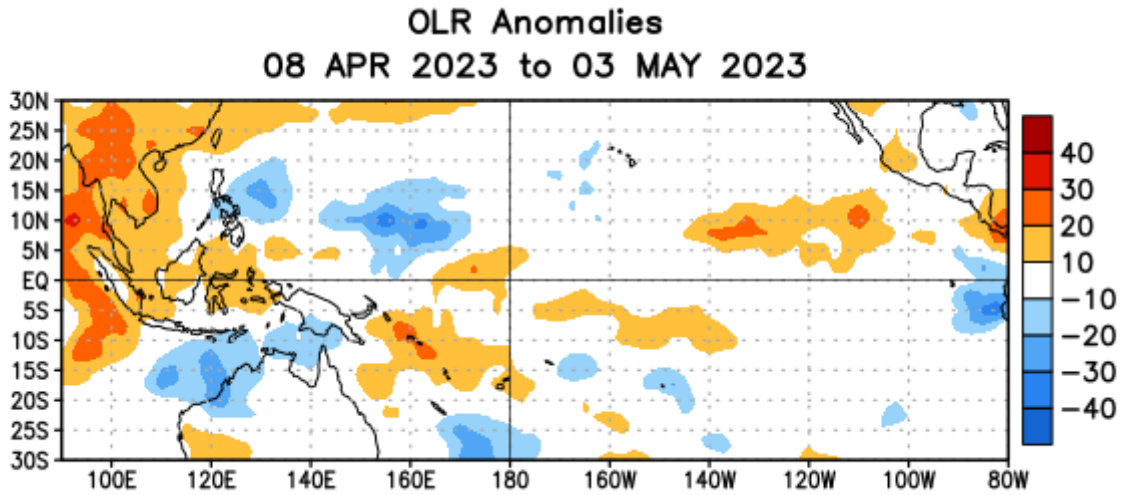 OLR Anomalies
08 APR 2023 to 03 MAY 2023
30N
25N
20N
15N
10N
5N
EQ
5S
10S
15S
20S
25S
30S
100E 120E 140E 160E 180 160W 140W 120W 100W 80W
40
30
20
10
−10
−20
−30
−40